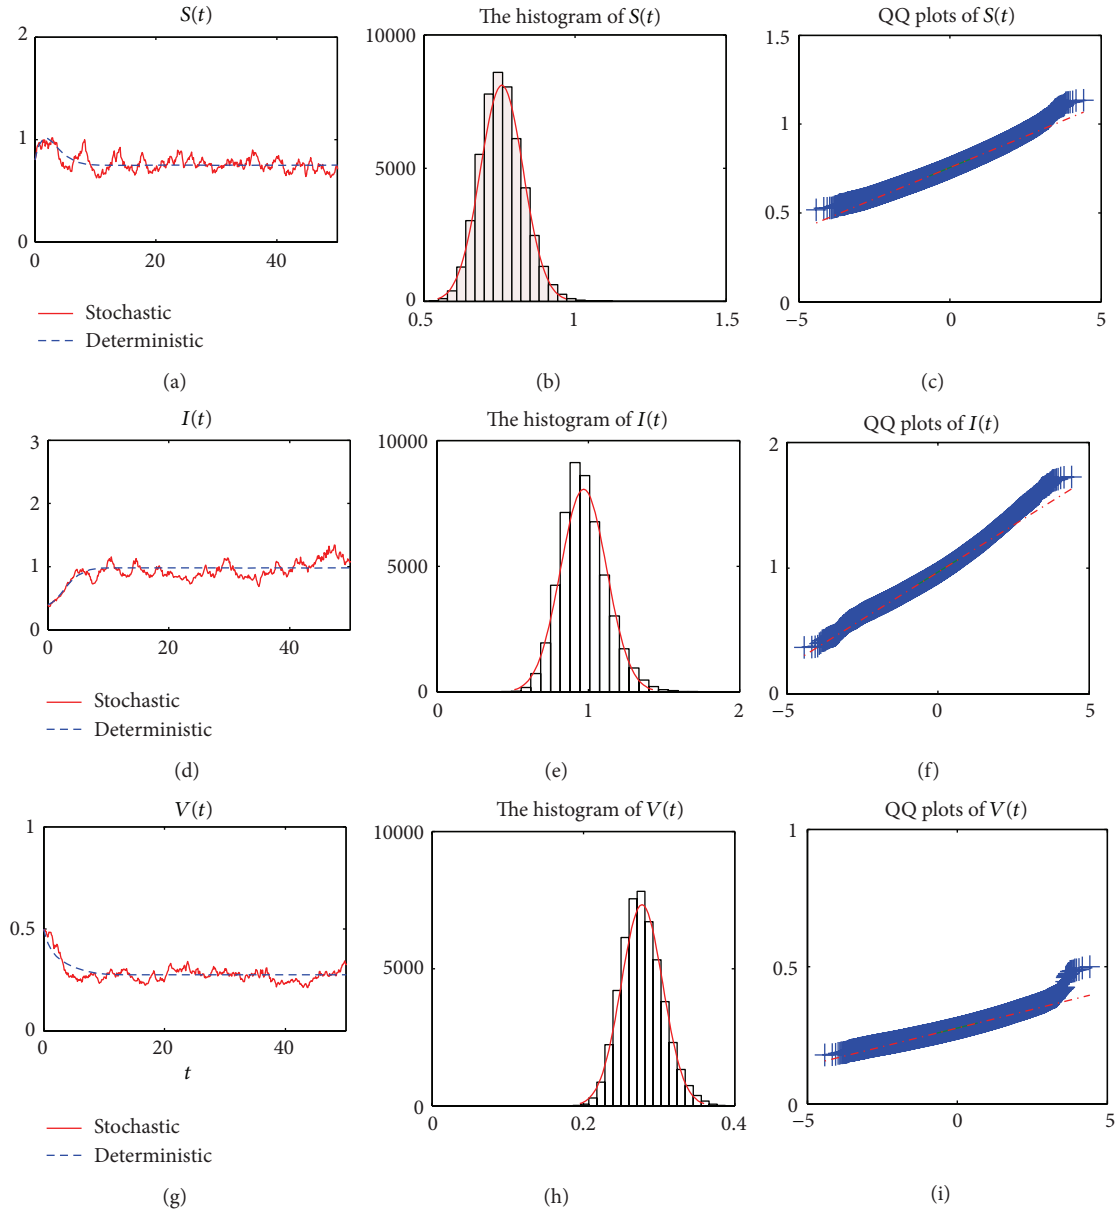 S(t)
The histogram of S(t)
QQ plots of S(t)
2
1
0
0 20 40
10000
5000
0
0.5 1 1.5
1.5
1
0.5
0
−5 0 5
Stochastic
Deterministic
(a)
(b)
(c)
I(t)
The histogram of I(t)
QQ plots of I(t)
3
2
1
0
0 20 40
10000
5000
0
0 1 2
2
1
0
−5 0 5
Stochastic
Deterministic
(d)
(e)
(f)
V(t)
The histogram of V(t)
QQ plots of V(t)
1
0.5
0
0 20 40
t
10000
5000
0
0 0.2 0.4
1
0.5
0
−5 0 5
Stochastic
Deterministic
(g)
(h)
(i)